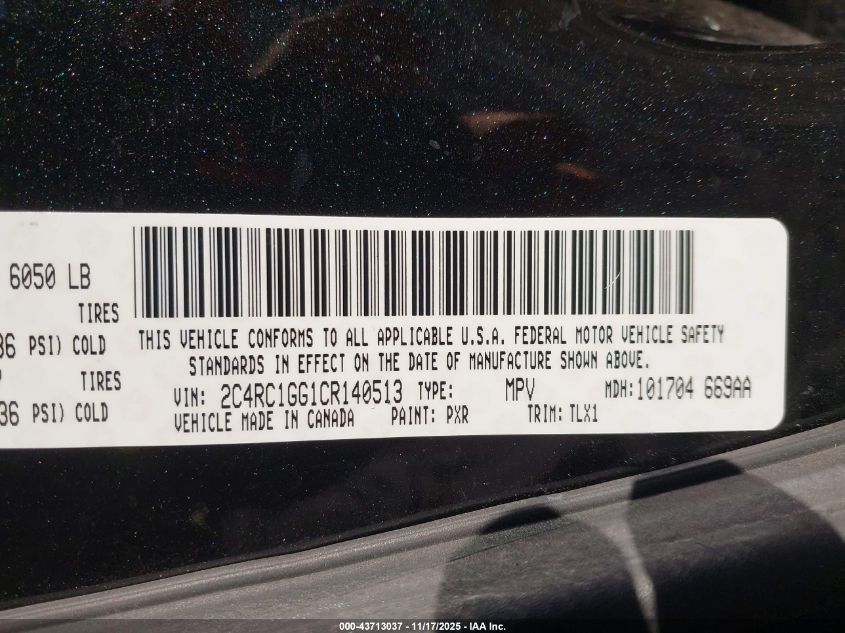 6050 LB
TIRES
36 PSI) COLD
TIRES
36 PSI) COLD
THIS VEHICLE CONFORMS TO ALL APPLICABLE U.S.A. FEDERAL MOTOR VEHICLE SAFETY
STANDARDS IN EFFECT ON THE DATE OF MANUFACTURE SHOWN ABOVE.
VIN: 2C4RC1GG1CR140513 TYPE: MPV MDH:101704 669AA
VEHICLE MADE IN CANADA PAINT: PXR TRIM: TLX1
000-43713037 - 11/17/2025 - IAA Inc.